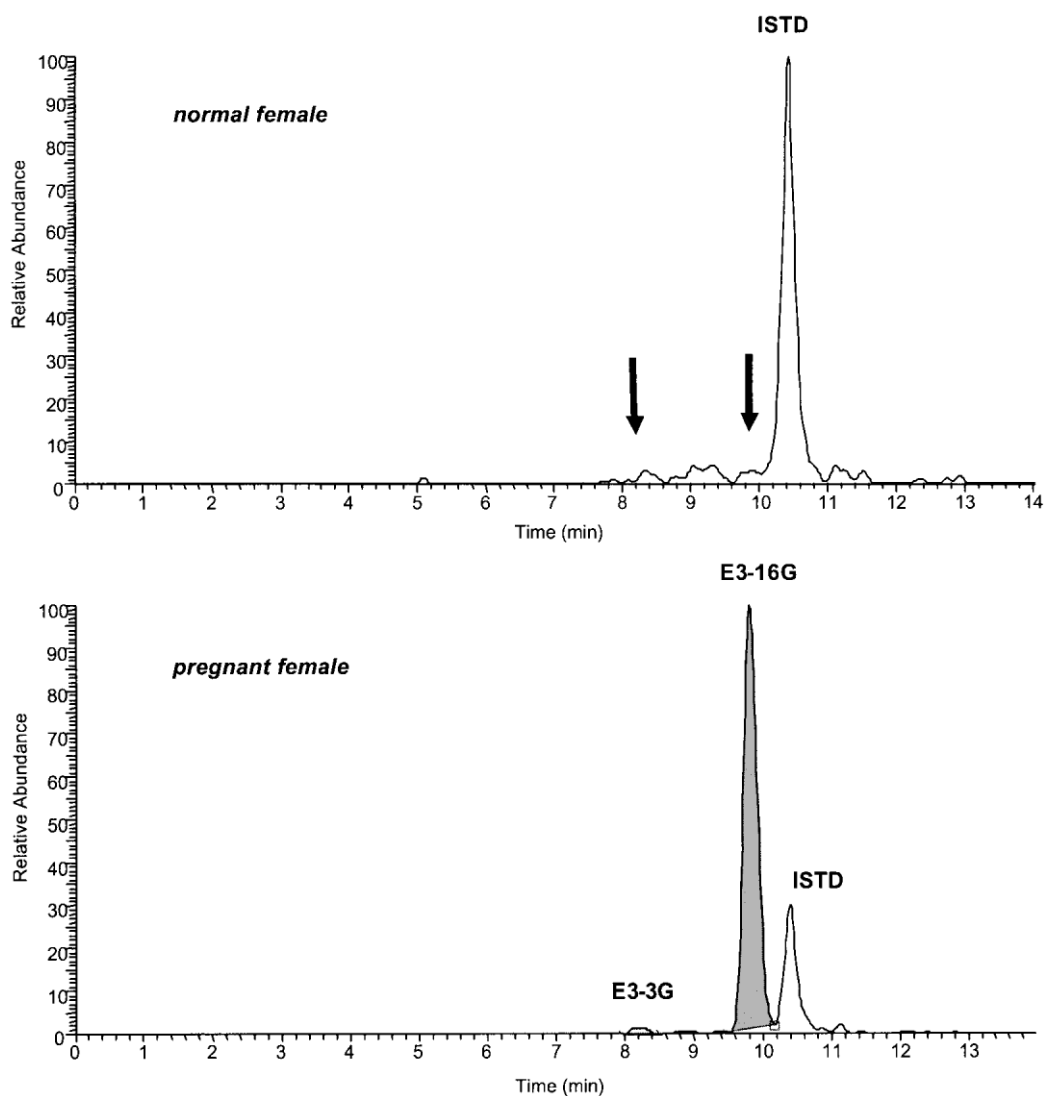 ISTD
normal female
Relative Abundance
100
90
80
70
60
50
40
30
20
10
0
0 1 2 3 4 5 6 7 8 9 10 11 12 13 14
Time (min)
E3-16G
pregnant female
Relative Abundance
100
90
80
70
60
50
40
30
20
10
0
ISTD
E3-3G
0 1 2 3 4 5 6 7 8 9 10 11 12 13
Time (min)